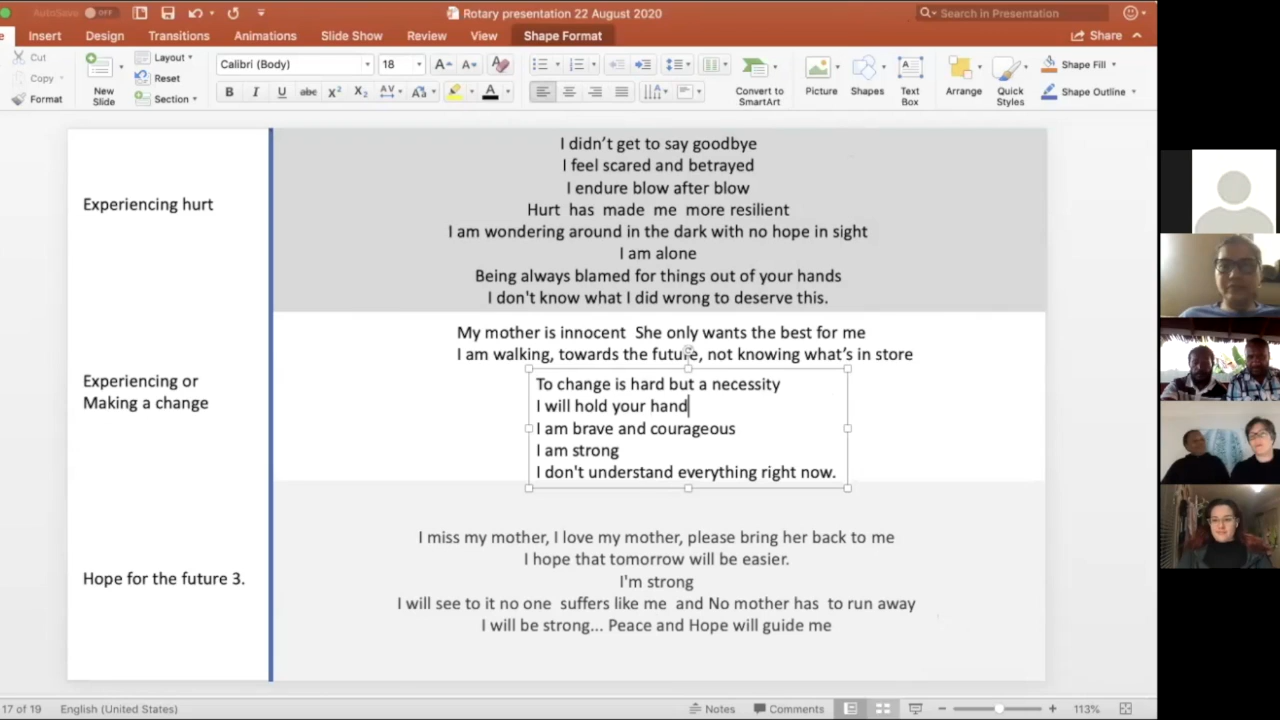 AutoSave OFF
Rotary presentation 22 August 2020
Search in Presentation
Insert Design Transitions Animations Slide Show Review View Shape Format Share
Cut
Copy
Format
New Slide
Layout
Reset
Section
Calibri (Body) 18
Convert to SmartArt
Picture
Shapes
Text Box
Arrange
Quick Styles
Shape Fill
Shape Outline
Experiencing hurt
I didn’t get to say goodbye
I feel scared and betrayed
I endure blow after blow
Hurt has made me more resilient
I am wondering around in the dark with no hope in sight
I am alone
Being always blamed for things out of your hands
I don't know what I did wrong to deserve this.
Experiencing or
Making a change
My mother is innocent She only wants the best for me
I am walking, towards the future, not knowing what’s in store
To change is hard but a necessity
I will hold your hand
I am brave and courageous
I am strong
I don't understand everything right now.
Hope for the future 3.
I miss my mother, I love my mother, please bring her back to me
I hope that tomorrow will be easier.
I'm strong
I will see to it no one suffers like me and No mother has to run away
I will be strong... Peace and Hope will guide me
17 of 19 English (United States) Notes Comments 113%